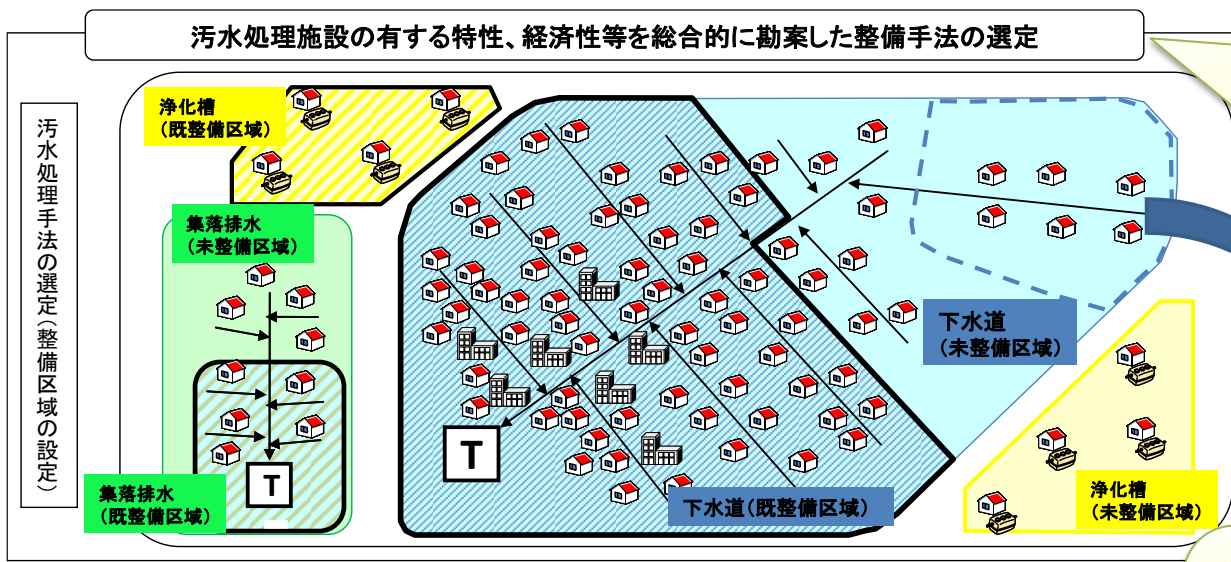 汚水処理施設の有する特性、経済性等を総合的に勘案した整備手法の選定
汚水処理手法の選定(整備区域の設定)
浄化槽
(既整備区域)
集落排水
(未整備区域)
下水道
(未整備区域)
T
T
集落排水
(既整備区域)
下水道(既整備区域)
浄化槽
(未整備区域)